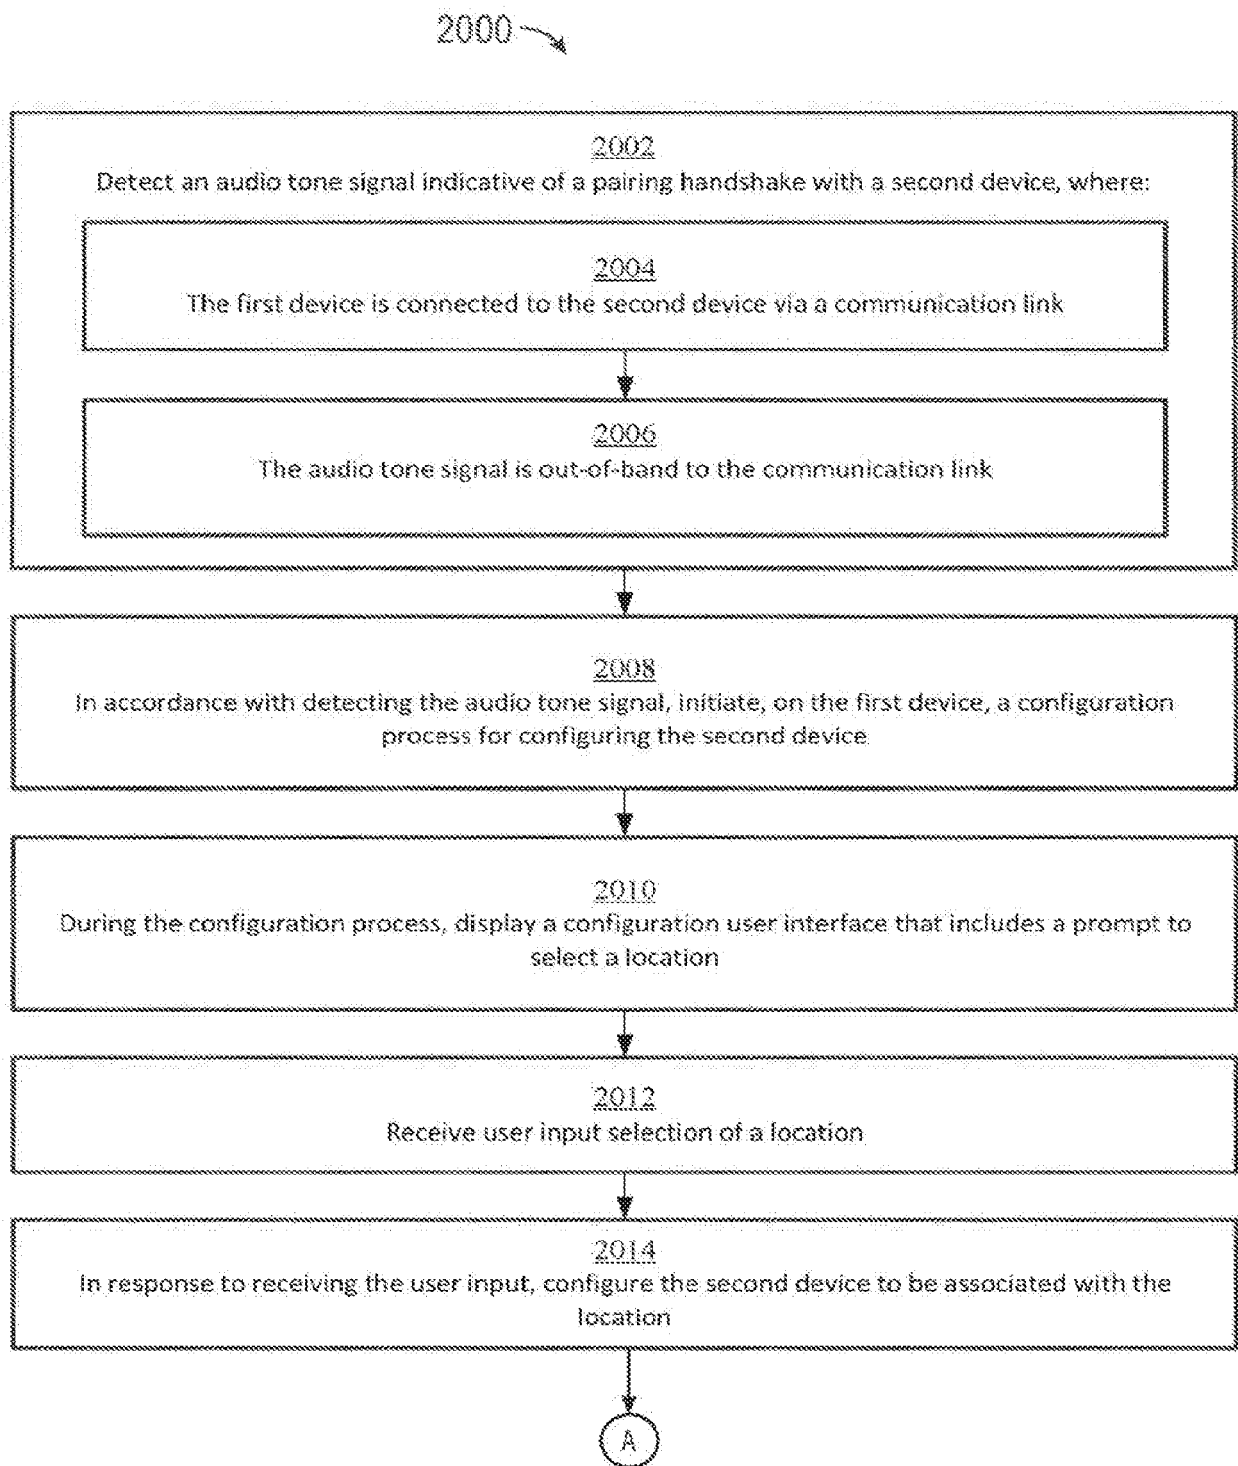 2000
2002
Detect an audio tone signal indicative of a pairing handshake with a second device, where:
2004
The first device is connected to the second device via a communication link
2006
The audio tone signal is out-of-band to the communication link
2008
In accordance with detecting the audio tone signal, initiate, on the first device, a configuration
process for configuring the second device
2010
During the configuration process, display a configuration user interface that includes a prompt to
select a location
2012
Receive user input selection of a location
2014
In response to receiving the user input, configure the second device to be associated with the
location
A